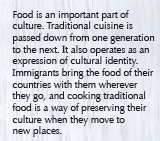 Food is an important part of
culture. Traditional cuisine is
passed down from one generation
to the next. It also operates as an
expression of cultural identity.
Immigrants bring the food of their
countries with them wherever
they go, and cooking traditional
food is a way of preserving their
culture when they move to
new places.